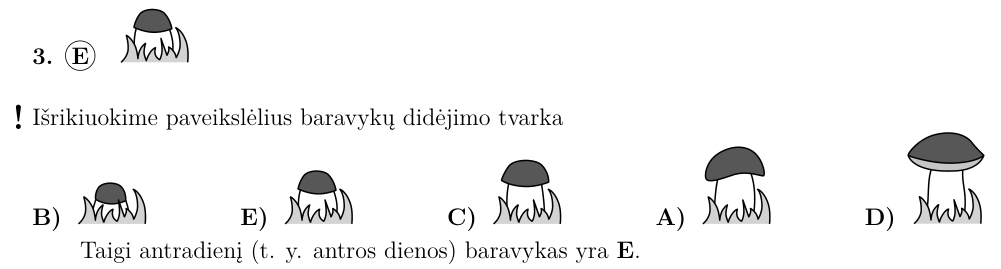 3. E
! Išrikiuokime paveikslėlius baravykų didėjimo tvarka
B) E) C) A) D)
Taigi antradienį (t. y. antros dienos) baravykas yra E.